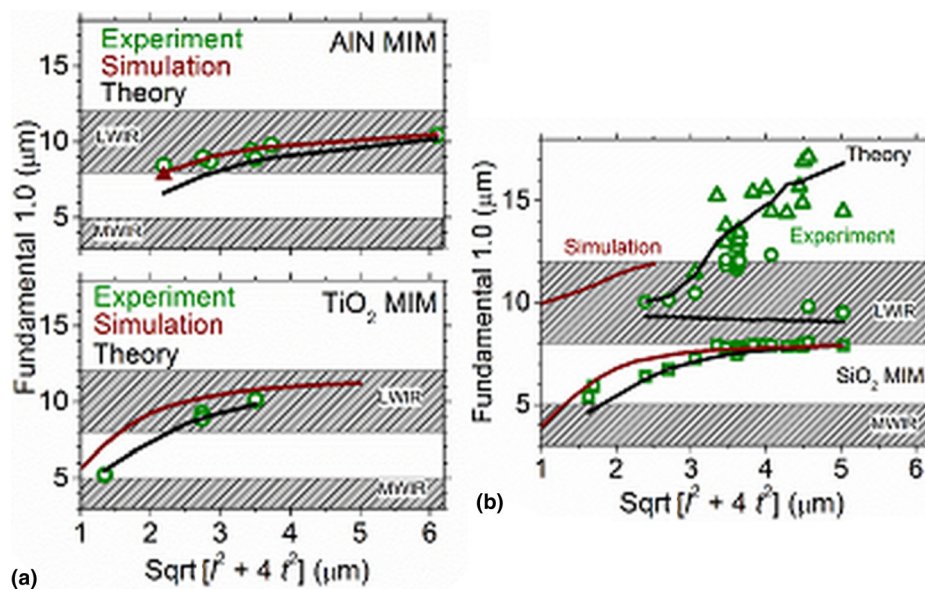 Experiment
AlN MIM
Simulation
Theory
15
LWIR
10
5
MWIR
Fundamental 1.0 (μm)
Experiment
TiO2 MIM
Simulation
Theory
15
10
LWIR
5
MWIR
1 2 3 4 5 6
Sqrt [l² + 4 t²] (μm)
(a)
Theory
15
Simulation
Experiment
10
LWIR
SiO2 MIM
5
MWIR
Fundamental 1.0 (μm)
1 2 3 4 5 6
Sqrt [l² + 4 t²] (μm)
(b)